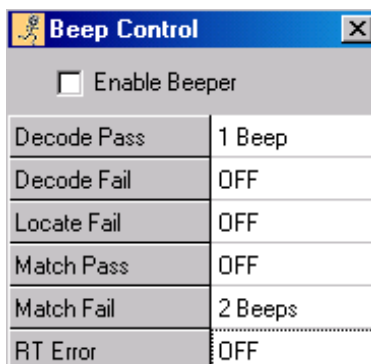 Beep Control
Enable Beeper
Decode Pass 1 Beep
Decode Fail OFF
Locate Fail OFF
Match Pass OFF
Match Fail 2 Beeps
RT Error OFF